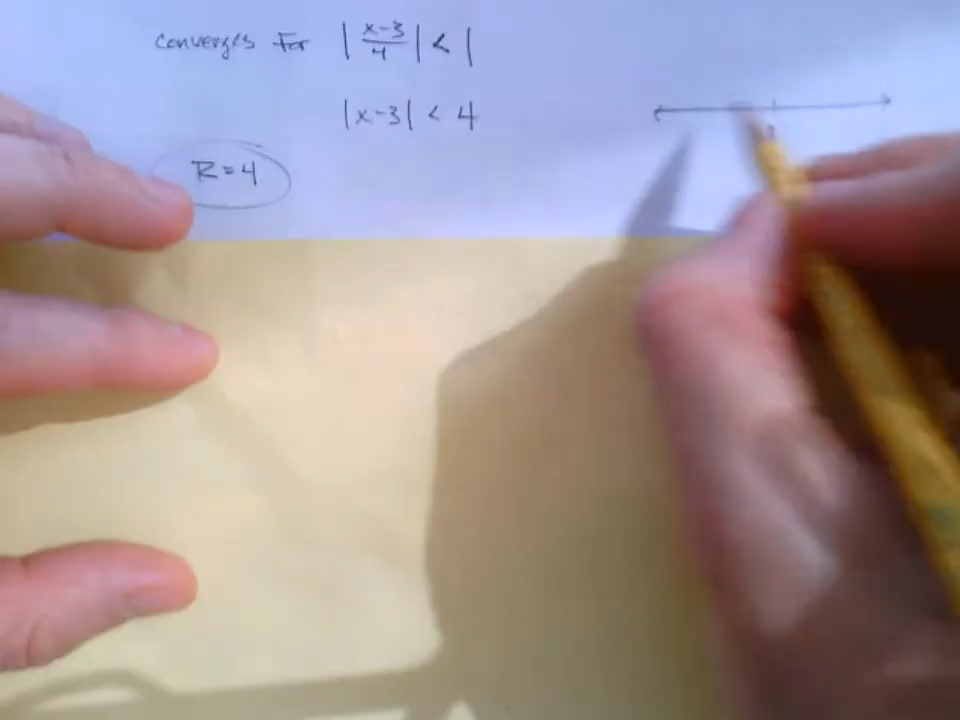 converges for |x-3/4| < 1
|x-3| < 4
R=4